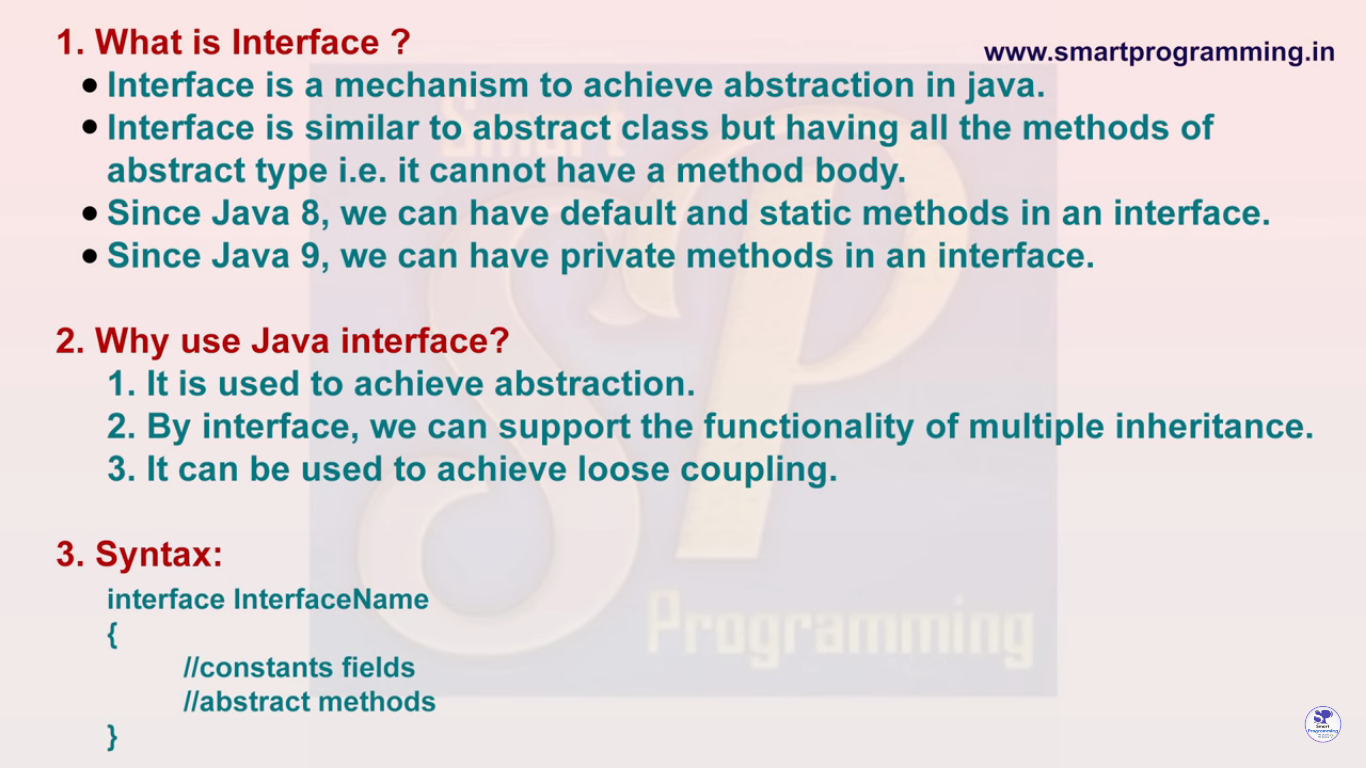 1. What is Interface ?
www.smartprogramming.in
● Interface is a mechanism to achieve abstraction in java.
● Interface is similar to abstract class but having all the methods of
abstract type i.e. it cannot have a method body.
● Since Java 8, we can have default and static methods in an interface.
● Since Java 9, we can have private methods in an interface.
2. Why use Java interface?
1. It is used to achieve abstraction.
2. By interface, we can support the functionality of multiple inheritance.
3. It can be used to achieve loose coupling.
3. Syntax:
interface InterfaceName
{
//constants fields
//abstract methods
}
Smart
SP
Programming
Smart
Programming